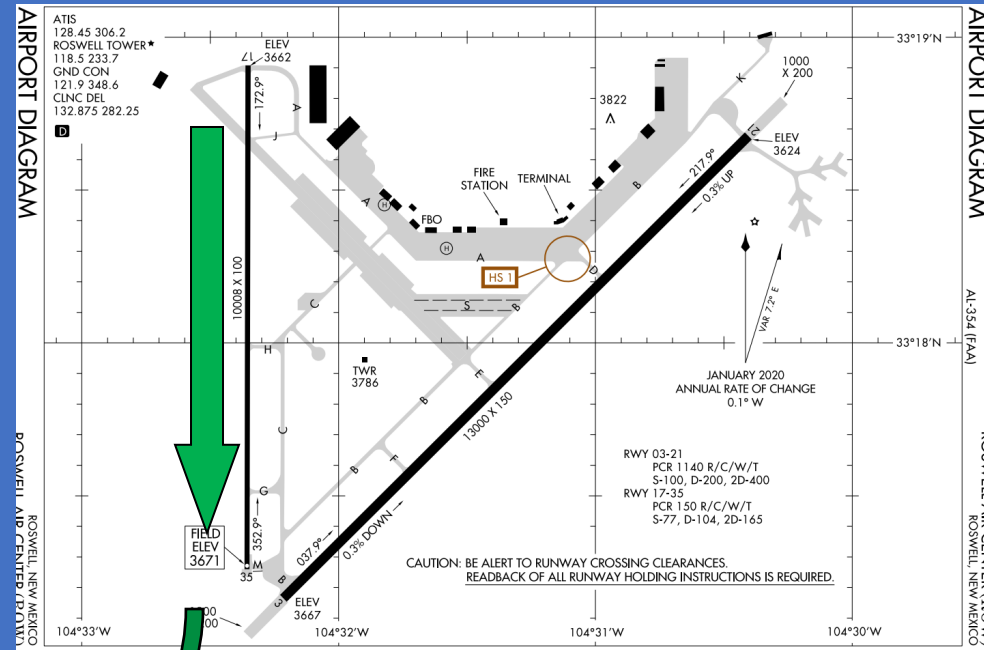 AIRPORT DIAGRAM
ATIS
128.45 306.2
ROSWELL TOWER★
118.5 233.7
GND CON
121.9 348.6
CLNC DEL
132.875 282.25
D
17
ELEV
3662
172.9°
A
J
10008 X 100
A
H
FBO
H
FIRE
STATION
TERMINAL
3822
Λ
K
1000
X 200
21
ELEV
3624
217.9°
0.3% UP
B
A
HS 1
D
S
B
C
H
C
TWR
3786
E
B
13000 X 150
F
B
G
352.9°
FIELD
ELEV
3671
M
35
B
037.9°
0.3% DOWN
3
ELEV
3667
VAR 7.2° E
JANUARY 2020
ANNUAL RATE OF CHANGE
0.1° W
RWY 03-21
PCR 1140 R/C/W/T
S-100, D-200, 2D-400
RWY 17-35
PCR 150 R/C/W/T
S-77, D-104, 2D-165
CAUTION: BE ALERT TO RUNWAY CROSSING CLEARANCES.
READBACK OF ALL RUNWAY HOLDING INSTRUCTIONS IS REQUIRED.
33°19'N
33°18'N
104°33'W
104°32'W
104°31'W
104°30'W
ROSWELL, NEW MEXICO
AIRPORT DIAGRAM
AL-354 (FAA)
ROSWELL, NEW MEXICO